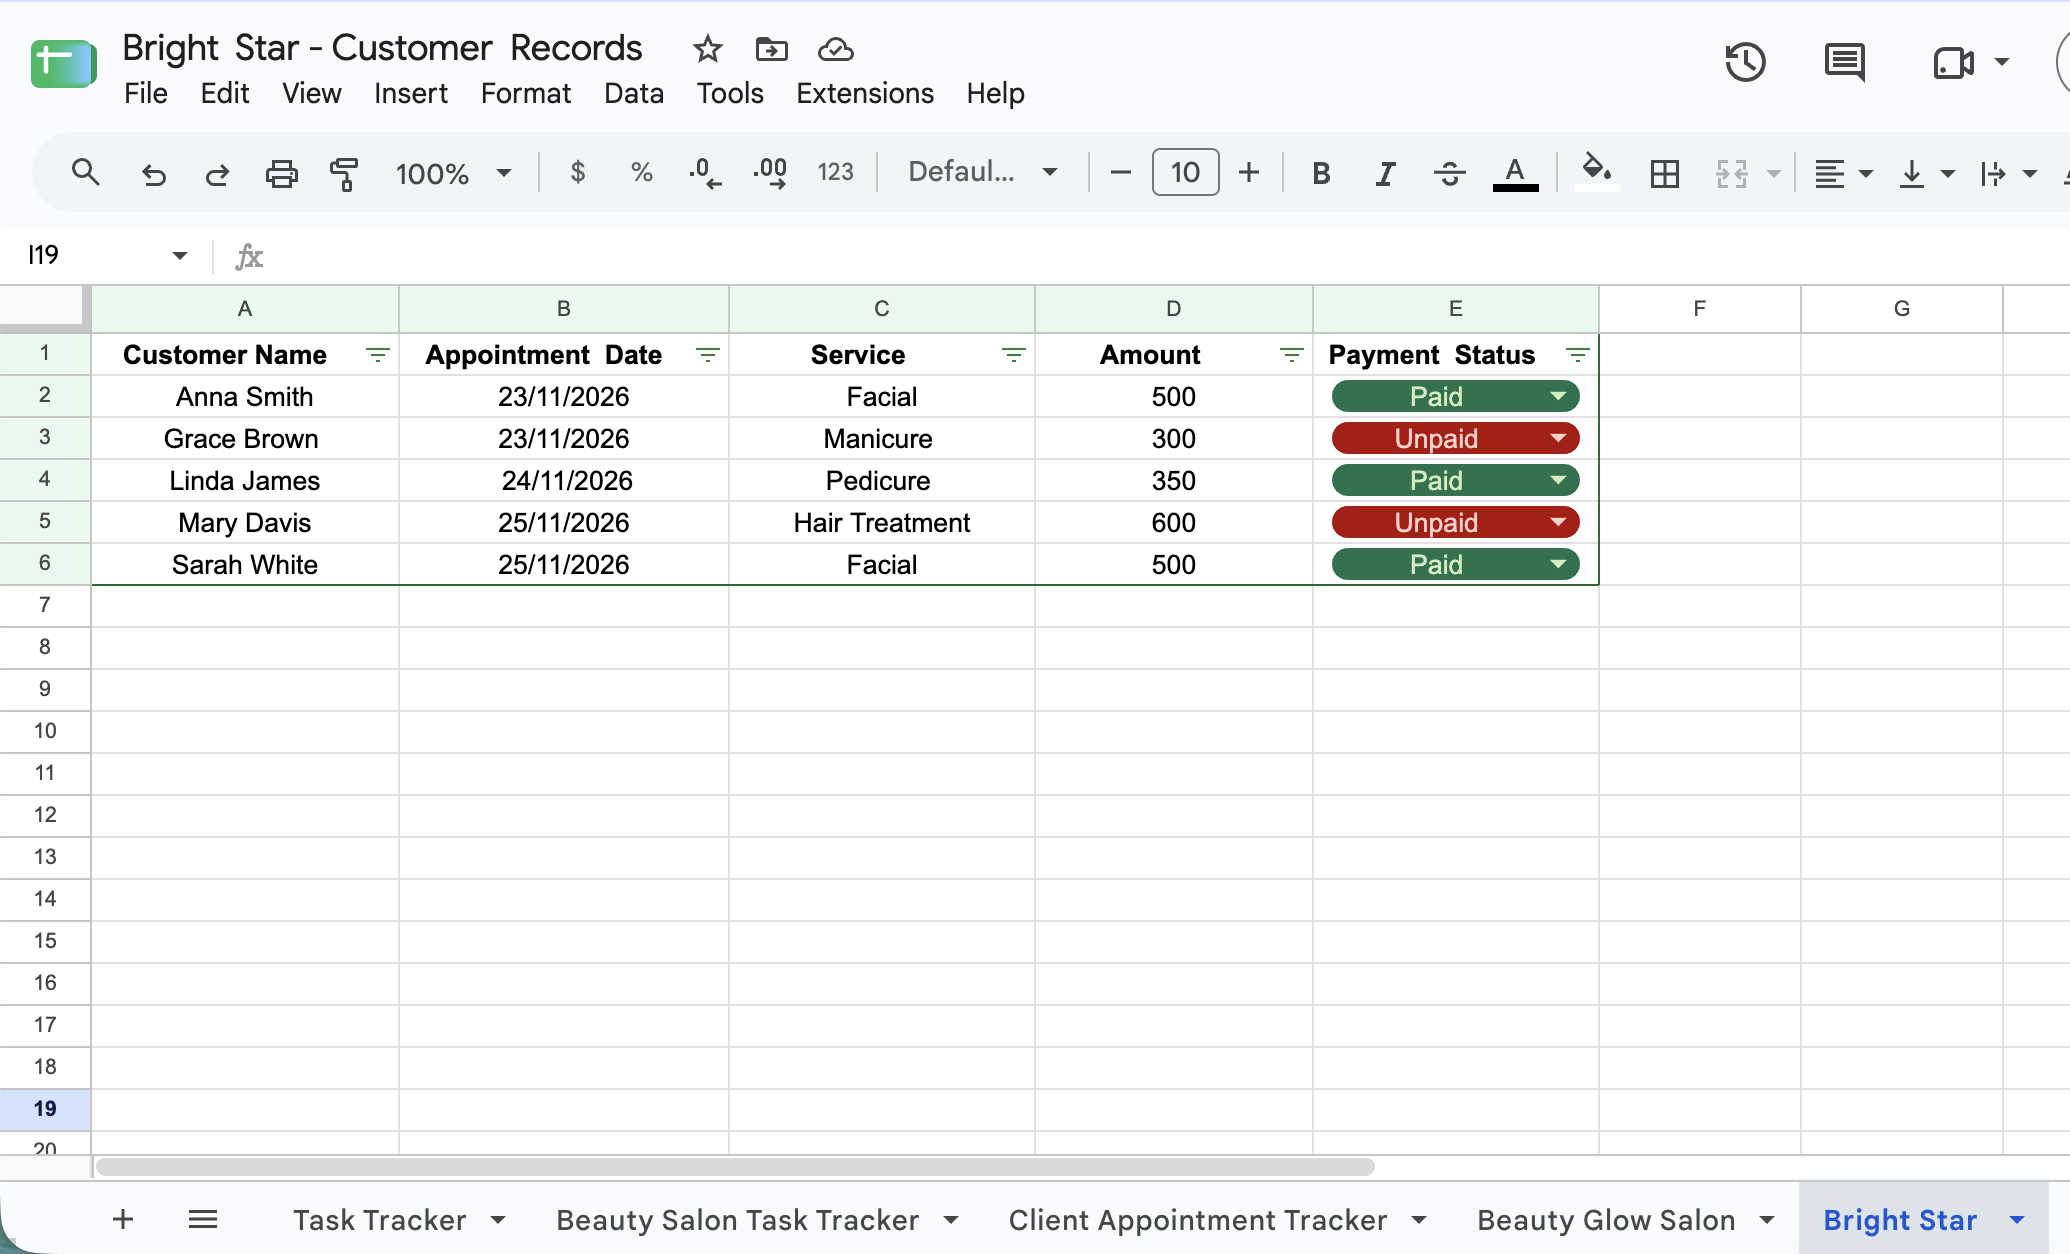 Bright Star - Customer Records
File Edit View Insert Format Data Tools Extensions Help
100% $ % .0 .00 123 Defaul... 10 B I S A
I19 fx
A B C D E F G
1 Customer Name Appointment Date Service Amount Payment Status
2 Anna Smith 23/11/2026 Facial 500 Paid
3 Grace Brown 23/11/2026 Manicure 300 Unpaid
4 Linda James 24/11/2026 Pedicure 350 Paid
5 Mary Davis 25/11/2026 Hair Treatment 600 Unpaid
6 Sarah White 25/11/2026 Facial 500 Paid
7
8
9
10
11
12
13
14
15
16
17
18
19
20
Task Tracker Beauty Salon Task Tracker Client Appointment Tracker Beauty Glow Salon Bright Star